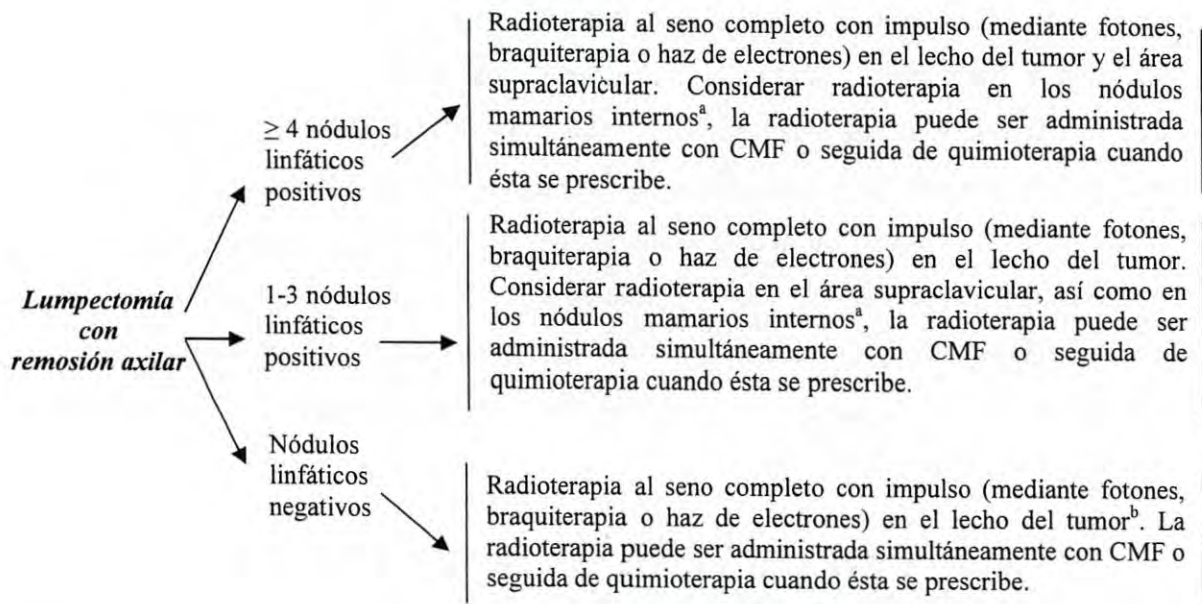 Lumpectomía
con
remosión axilar
≥ 4 nódulos
linfáticos
positivos
Radioterapia al seno completo con impulso (mediante fotones,
braquiterapia o haz de electrones) en el lecho del tumor y el área
supraclavicular. Considerar radioterapia en los nódulos
mamarios internosª, la radioterapia puede ser administrada
simultáneamente con CMF o seguida de quimioterapia cuando
ésta se prescribe.
1-3 nódulos
linfáticos
positivos
Radioterapia al seno completo con impulso (mediante fotones,
braquiterapia o haz de electrones) en el lecho del tumor.
Considerar radioterapia en el área supraclavicular, así como en
los nódulos mamarios internosª, la radioterapia puede ser
administrada simultáneamente con CMF o seguida de
quimioterapia cuando ésta se prescribe.
Nódulos
linfáticos
negativos
Radioterapia al seno completo con impulso (mediante fotones,
braquiterapia o haz de electrones) en el lecho del tumorᵇ. La
radioterapia puede ser administrada simultáneamente con CMF o
seguida de quimioterapia cuando ésta se prescribe.